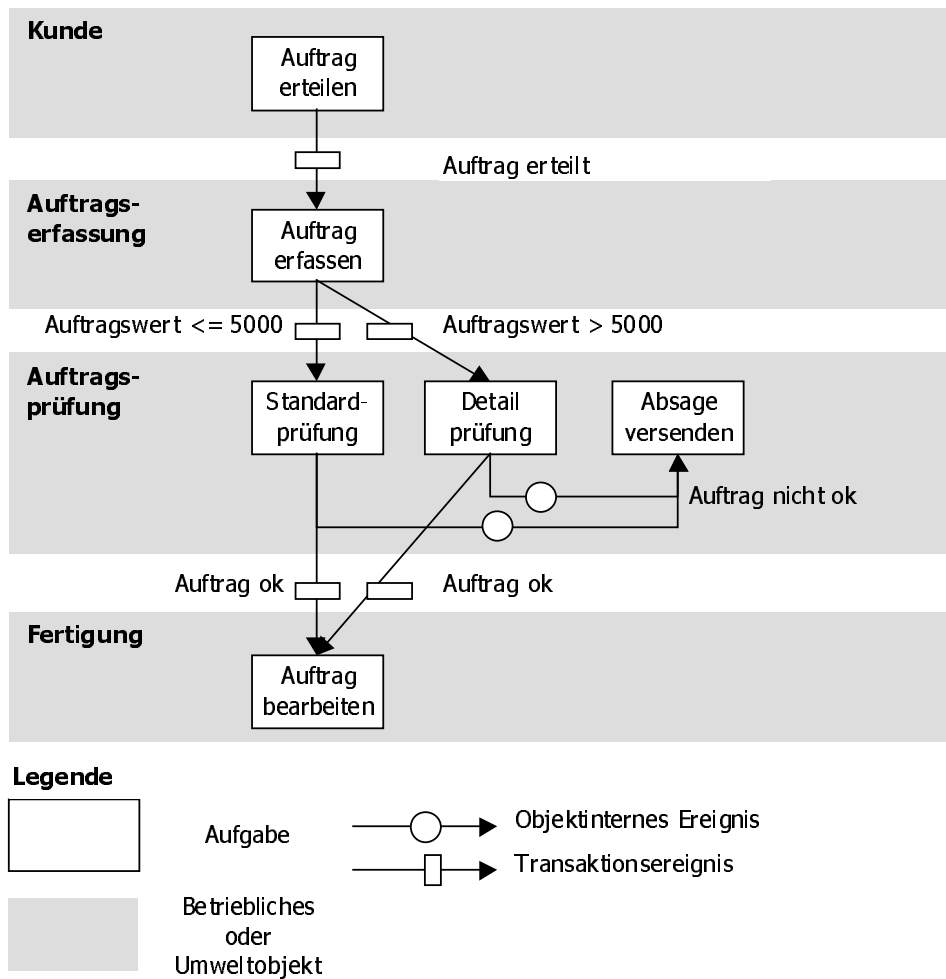 Kunde
Auftrag
erteilen
Auftrag erteilt
Auftrags-
erfassung
Auftrag
erfassen
Auftragswert <= 5000
Auftragswert > 5000
Auftrags-
prüfung
Standard-
prüfung
Detail
prüfung
Absage
versenden
Auftrag nicht ok
Auftrag ok
Auftrag ok
Fertigung
Auftrag
bearbeiten
Legende
Aufgabe
Objektinternes Ereignis
Transaktionsereignis
Betriebliches
oder
Umweltobjekt